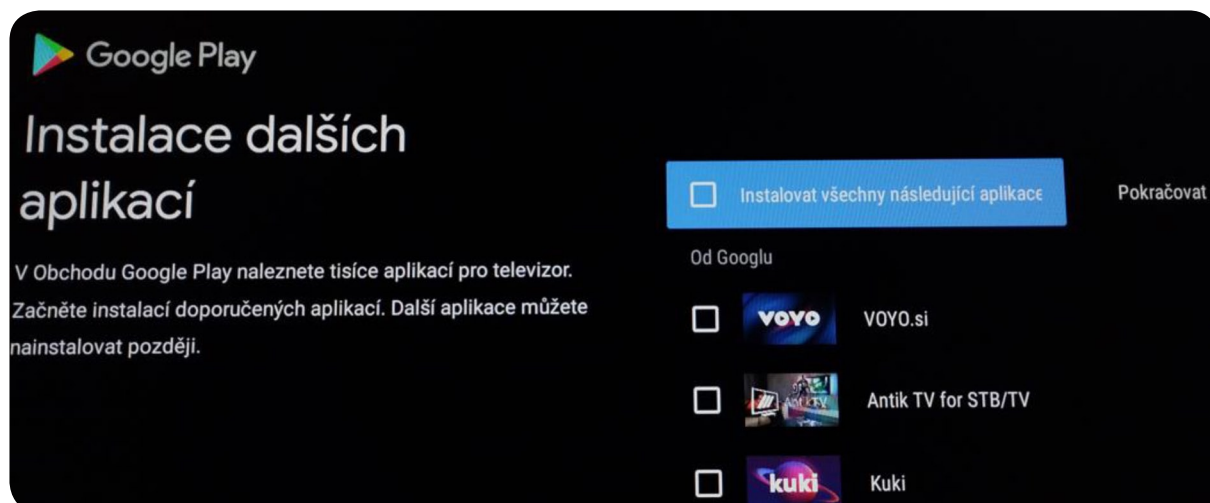 Google Play
Instalace dalších
aplikací
V Obchodu Google Play naleznete tisíce aplikací pro televizor.
Začněte instalací doporučených aplikací. Další aplikace můžete
nainstalovat později.
Instalovat všechny následující aplikace
Pokračovat
Od Googlu
VOYO
VOYO.si
Antik TV
Antik TV for STB/TV
kuki
Kuki